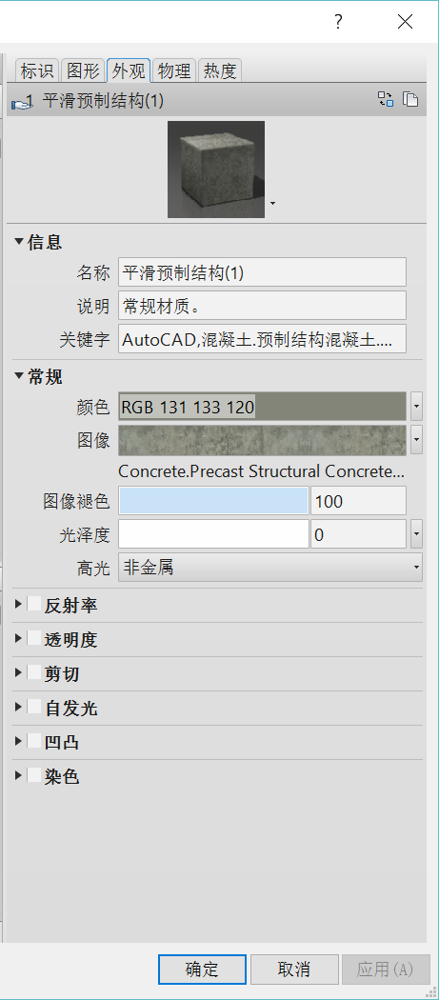 ?
标识 图形 外观 物理 热度
1 平滑预制结构(1)
信息
名称 平滑预制结构(1)
说明 常规材质。
关键字 AutoCAD,混凝土.预制结构混凝土....
常规
颜色 RGB 131 133 120
图像
Concrete.Precast Structural Concrete...
图像褪色 100
光泽度 0
高光 非金属
反射率
透明度
剪切
自发光
凹凸
染色
确定 取消 应用(A)